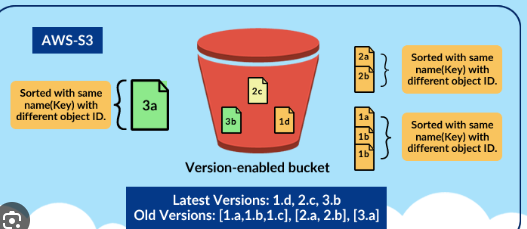 AWS-S3
Sorted with same
name(Key) with
different object ID.
3a
2c
3b
1d
2a
2b
Sorted with same
name(Key) with
different object ID.
1a
1b
1b
Sorted with same
name(Key) with
different object ID.
Version-enabled bucket
Latest Versions: 1.d, 2.c, 3.b
Old Versions: [1.a,1.b,1.c], [2.a, 2.b], [3.a]